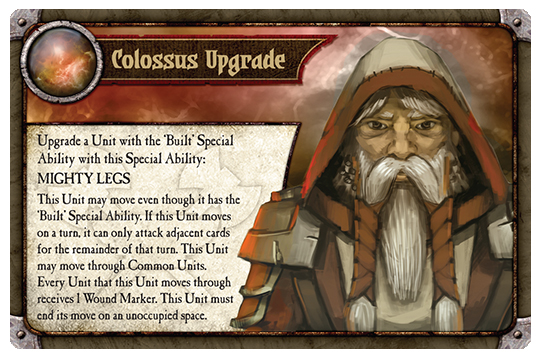 Colossus Upgrade
Upgrade a Unit with the 'Built' Special
Ability with this Special Ability:
MIGHTY LEGS
This Unit may move even though it has the
'Built' Special Ability. If this Unit moves
on a turn, it can only attack adjacent cards
for the remainder of that turn. This Unit
may move through Common Units.
Every Unit that this Unit moves through
receives 1 Wound Marker. This Unit must
end its move on an unoccupied space.